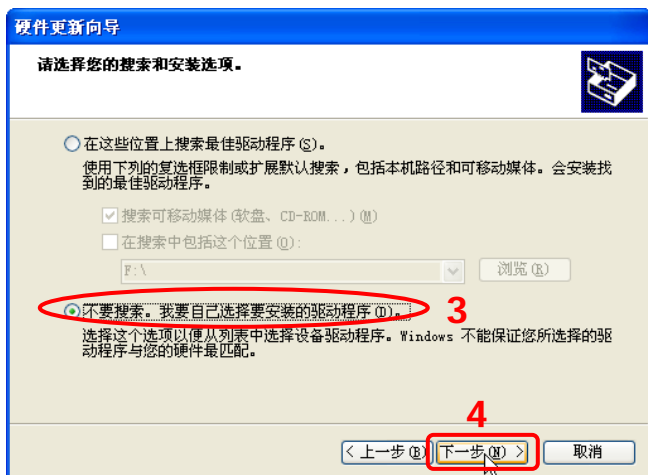 硬件更新向导
请选择您的搜索和安装选项。
在这些位置上搜索最佳驱动程序(S)。
使用下列的复选框限制或扩展默认搜索，包括本机路径和可移动媒体。会安装找
到的最佳驱动程序。
搜索可移动媒体(软盘、CD-ROM...)(M)
在搜索中包括这个位置(O):
F:\
浏览(R)
不要搜索。我要自己选择要安装的驱动程序(D)。
3
选择这个选项以便从列表中选择设备驱动程序。Windows 不能保证您所选择的驱
动程序与您的硬件最匹配。
4
< 上一步(B) 下一步(N) > 取消